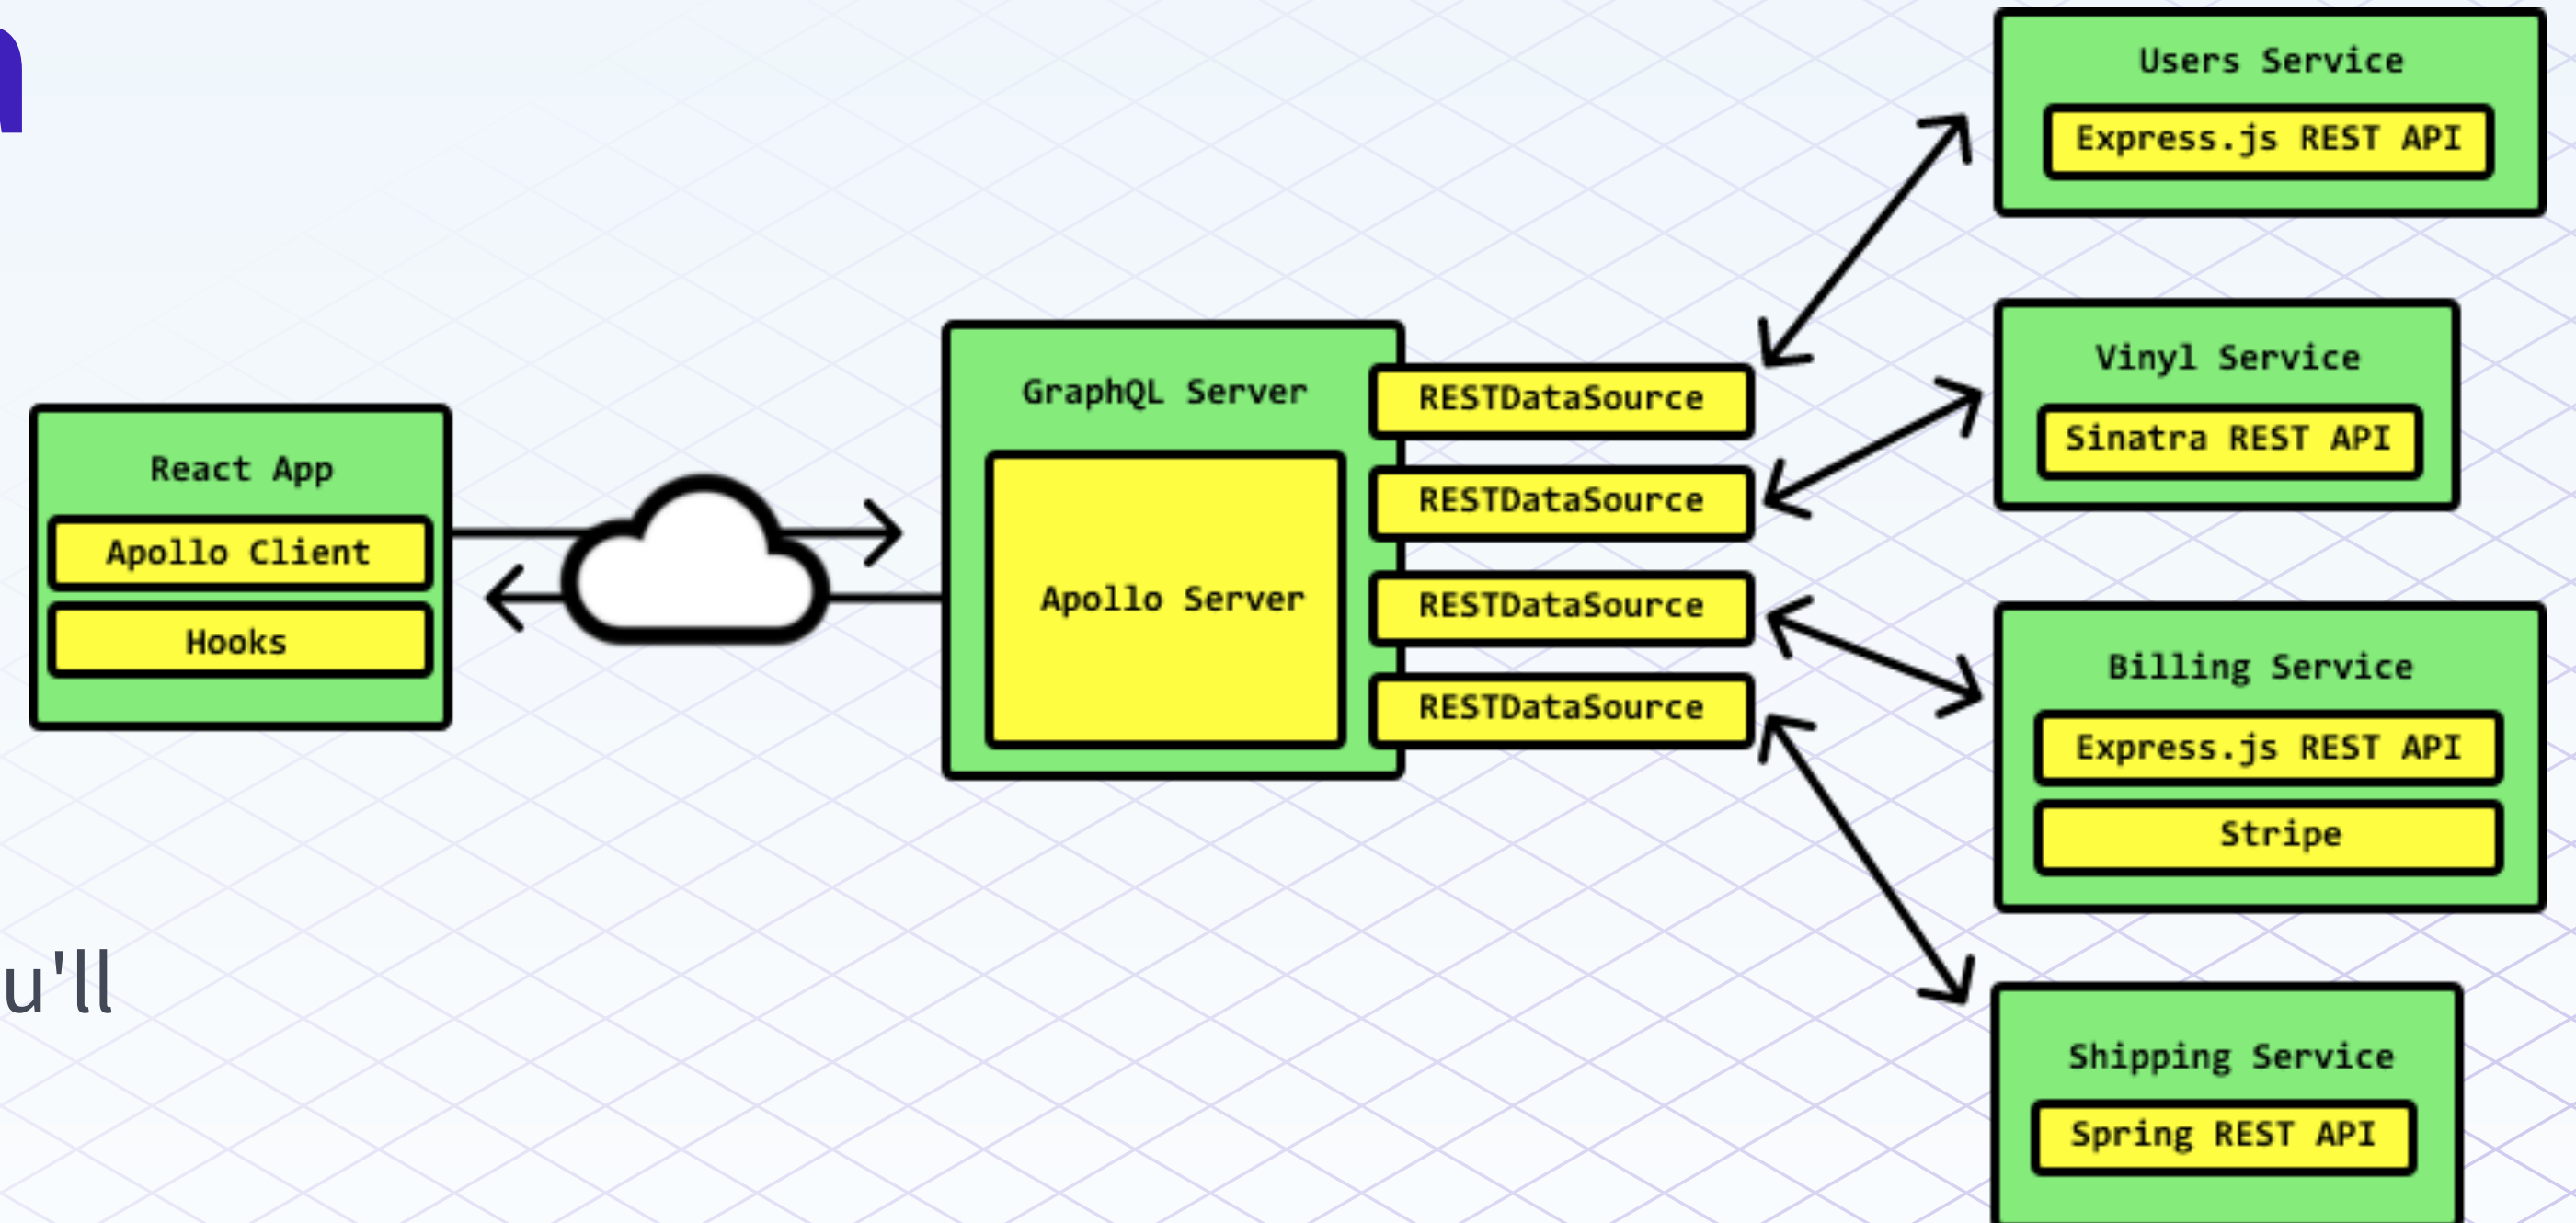 n
u'll
React App
Apollo Client
Hooks
GraphQL Server
Apollo Server
RESTDataSource
RESTDataSource
RESTDataSource
RESTDataSource
Users Service
Express.js REST API
Vinyl Service
Sinatra REST API
Billing Service
Express.js REST API
Stripe
Shipping Service
Spring REST API